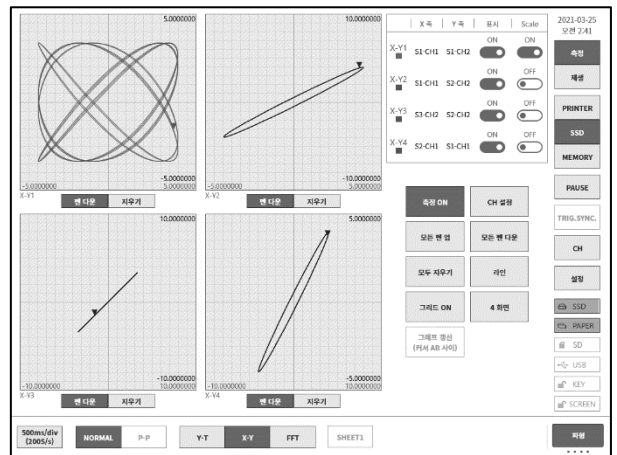 5.0000000
-5.0000000
-5.0000000
5.0000000
X-Y1
펜 다운
지우기
10.0000000
-10.0000000
-5.0000000
5.0000000
X-Y2
펜 다운
지우기
10.0000000
-10.0000000
-10.0000000
10.0000000
X-Y3
펜 다운
지우기
5.0000000
-5.0000000
-10.0000000
10.0000000
X-Y4
펜 다운
지우기
X 축 Y 축 표시 Scale
X-Y1 S1-CH1 S1-CH2 ON ON
X-Y2 S1-CH1 S1-CH2 ON OFF
X-Y3 S3-CH1 S2-CH2 ON OFF
X-Y4 S2-CH1 S1-CH1 ON OFF
측정 ON
CH 설정
모든 펜 업
모든 펜 다운
모두 지우기
라인
그리드 ON
4 화면
그래프 갱신
(커서 AB 사이)
2021-03-25
오전 2:41
측정
재생
PRINTER
SSD
MEMORY
PAUSE
TRIG.SYNC.
CH
설정
SSD
PAPER
SD
USB
KEY
SCREEN
500ms/div
(200S/s)
NORMAL
P-P
Y-T
X-Y
FFT
SHEET1
파형